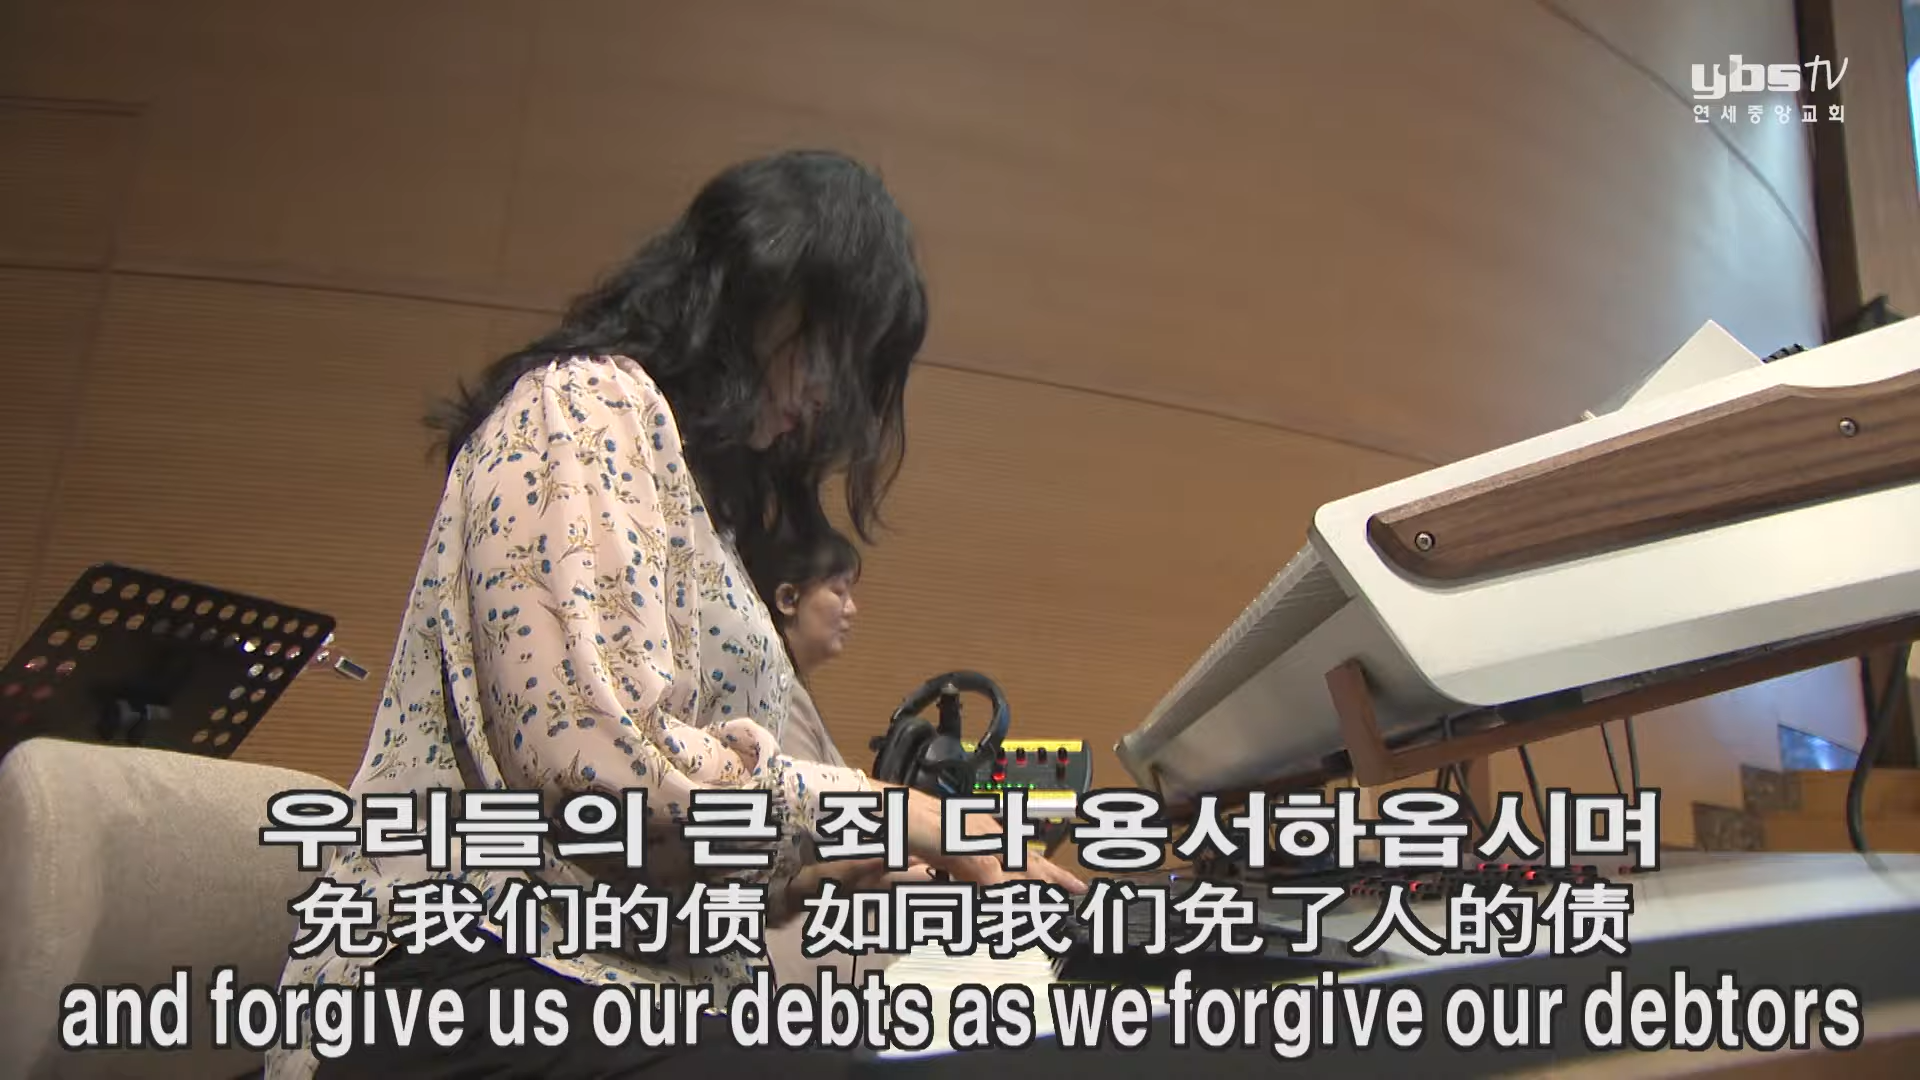 ybstv
연세중앙교회
우리들의 큰 죄 다 용서하옵시며
免我们的债 如同我们免了人的债
and forgive us our debts as we forgive our debtors